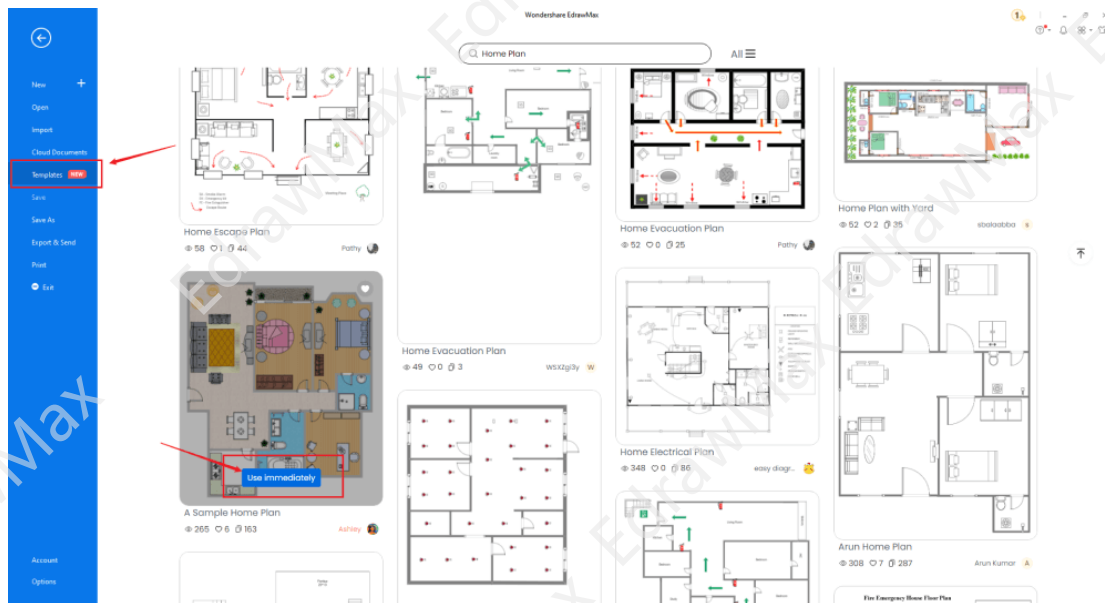 Wondershare EdrawMax
Home Plan
All
New
Open
Import
Cloud Documents
Templates NEW
Save
Save As
Export & Send
Print
Exit
Account
Options
Home Escape Plan
58 1 44
Pathy
A Sample Home Plan
265 6 163
Ashley
Use immediately
Home Evacuation Plan
49 0 3
WSXZgi3y W
Home Evacuation Plan
52 0 25
Pathy
Home Electrical Plan
348 0 86
easy diagr...
Home Plan with Yard
52 2 35
sbalaabba s
Arun Home Plan
308 7 287
Arun Kumar A
Fire Emergency House Floor Plan
EdrawMax